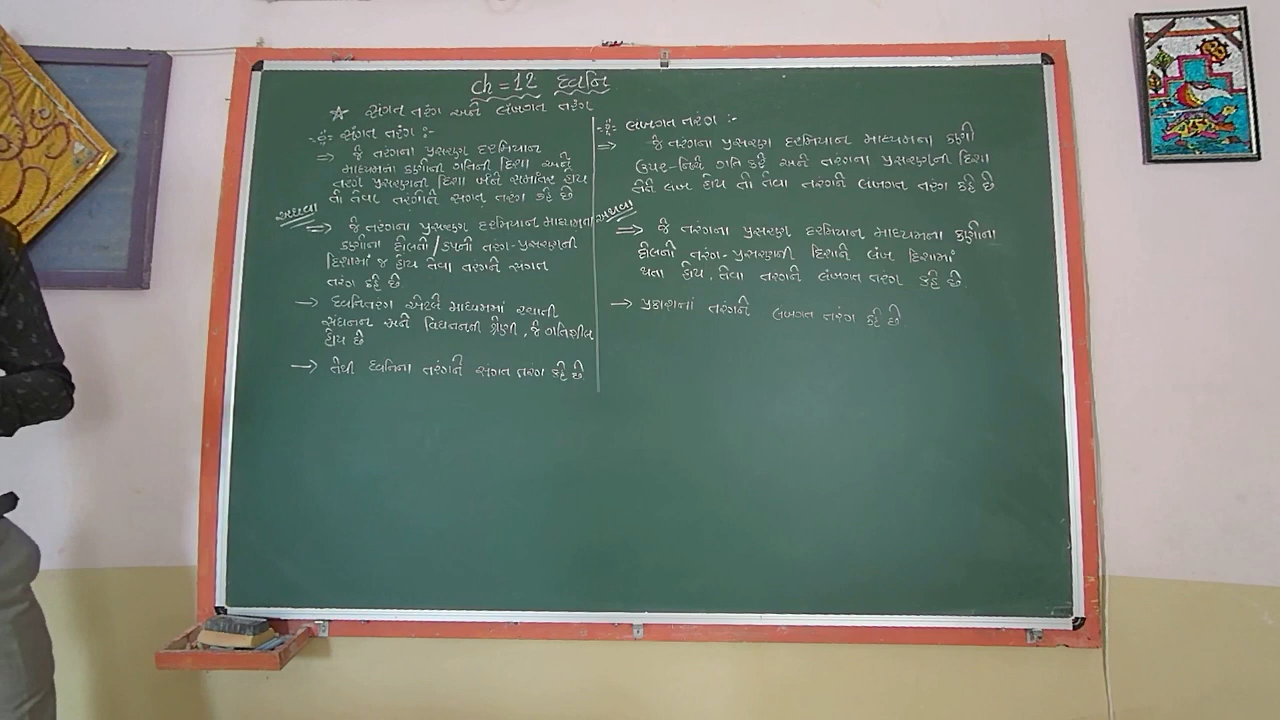 ch = 12 ધ્વનિ
☆ સંગત તરંગ અને લંબગત તરંગ
-:- સંગત તરંગ :-
⇒ જે તરંગના પ્રસરણ દરમિયાન
માધ્યમના કણોની ગતિની દિશા અને
તરંગ પ્રસરણની દિશા બંને સમાંતર હોય
તો તેવા તરંગોને સંગત તરંગ કહે છે
અથવા
⇒ જે તરંગના પ્રસરણ દરમિયાન માધ્યમના
કણોના દોલનો / કંપનો તરંગ-પ્રસરણની
દિશામાં જ હોય તેવા તરંગને સંગત
તરંગ કહે છે
→ ધ્વનિતરંગ એટલે માધ્યમમાં રચાતી
સંઘનન અને વિઘનનની શ્રેણી, જે ગતિશીલ
હોય છે
→ તેથી ધ્વનિના તરંગને સંગત તરંગ કહે છે.
-:- લંબગત તરંગ :-
⇒ જે તરંગના પ્રસરણ દરમિયાન માધ્યમના કણો
ઉપર-નિચે ગતિ કરે અને તરંગના પ્રસરણની દિશા
તેને લંબ હોય તો તેવા તરંગને લંબગત તરંગ કહે છે
અથવા
⇒ જે તરંગના પ્રસરણ દરમિયાન માધ્યમના કણોના
દોલનો તરંગ-પ્રસરણની દિશાને લંબ દિશામાં
થતા હોય, તેવા તરંગને લંબગત તરંગ કહે છે.
→ પ્રકાશનાં તરંગને લંબગત તરંગ કહે છે